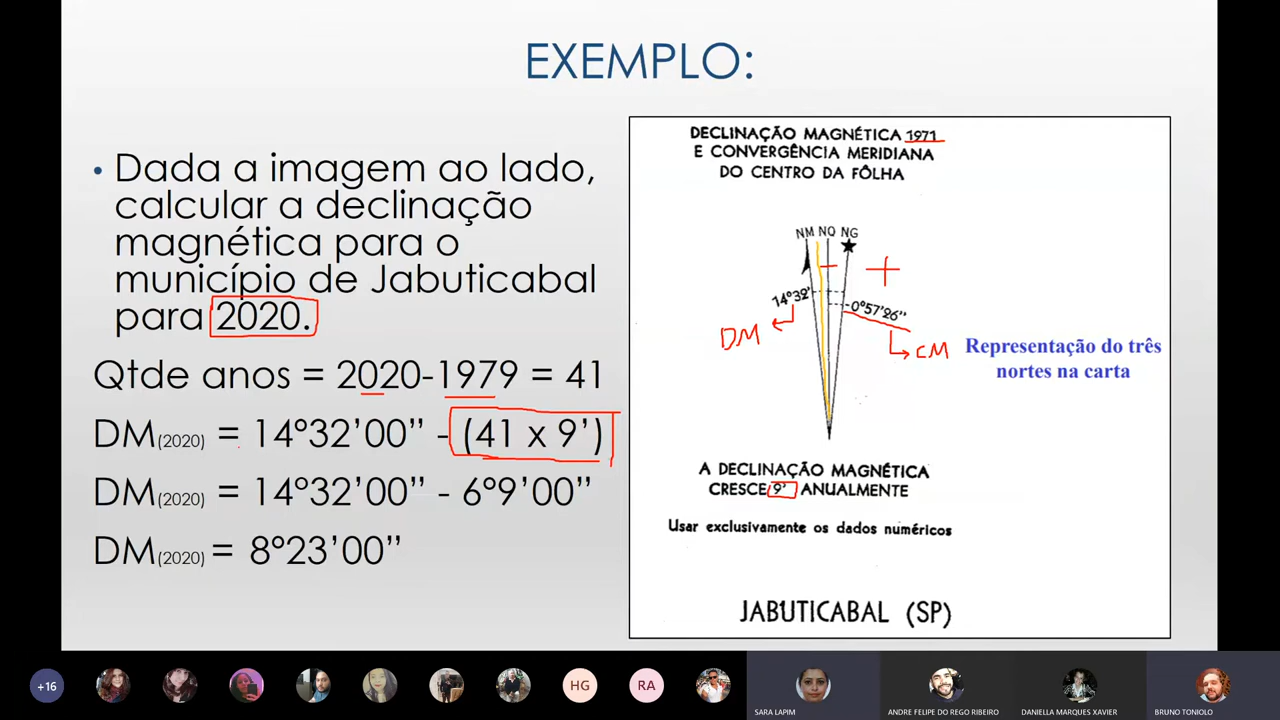 EXEMPLO:
• Dada a imagem ao lado,
calcular a declinação
magnética para o
município de Jabuticabal
para 2020.
Qtde anos = 2020-1979 = 41
DM(2020) = 14°32’00” - (41 x 9’)
DM(2020) = 14°32’00” - 6°9’00”
DM(2020) = 8°23’00”
DECLINAÇÃO MAGNÉTICA 1971
E CONVERGÊNCIA MERIDIANA
DO CENTRO DA FÔLHA
NM NQ NG
+
14°32'
-0°57'26"
DM
CM
Representação do três
nortes na carta
A DECLINAÇÃO MAGNÉTICA
CRESCE 9' ANUALMENTE
Usar exclusivamente os dados numéricos
JABUTICABAL (SP)
+16
HG
RA
SARA LAPIM
ANDRE FELIPE DO REGO RIBEIRO
DANIELLA MARQUES XAVIER
BRUNO TONIOLO